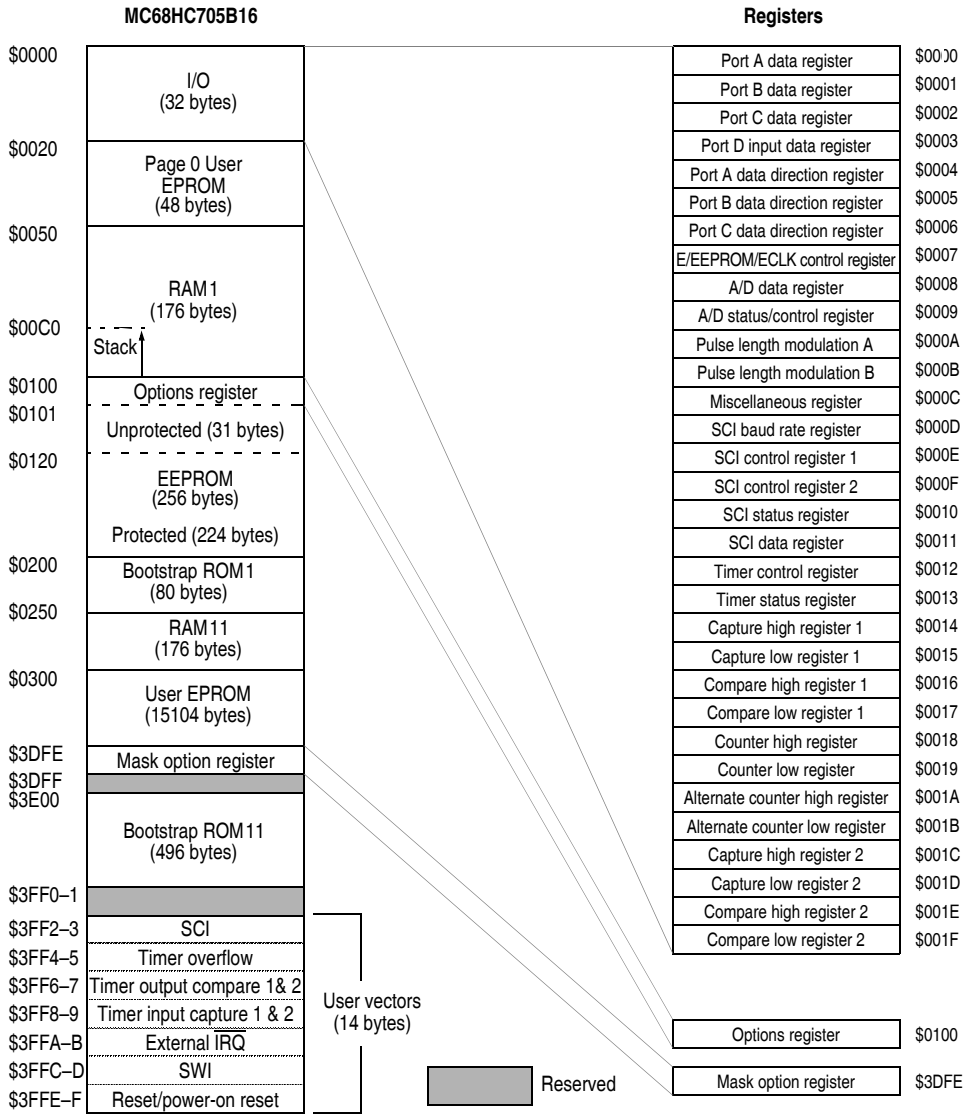 MC68HC705B16
Registers
$0000
I/O
(32 bytes)
$0020
Page 0 User
EPROM
(48 bytes)
$0050
RAM1
(176 bytes)
$00C0
Stack
$0100
Options register
$0101
Unprotected (31 bytes)
$0120
EEPROM
(256 bytes)
Protected (224 bytes)
$0200
Bootstrap ROM1
(80 bytes)
$0250
RAM11
(176 bytes)
$0300
User EPROM
(15104 bytes)
$3DFE
Mask option register
$3DFF
$3E00
Bootstrap ROM11
(496 bytes)
$3FF0–1
$3FF2–3 SCI
$3FF4–5 Timer overflow
$3FF6–7 Timer output compare 1& 2
$3FF8–9 Timer input capture 1 & 2
$3FFA–B External IRQ
$3FFC–D SWI
$3FFE–F Reset/power-on reset
User vectors
(14 bytes)
Reserved
Port A data register $0000
Port B data register $0001
Port C data register $0002
Port D input data register $0003
Port A data direction register $0004
Port B data direction register $0005
Port C data direction register $0006
E/EEPROM/ECLK control register $0007
A/D data register $0008
A/D status/control register $0009
Pulse length modulation A $000A
Pulse length modulation B $000B
Miscellaneous register $000C
SCI baud rate register $000D
SCI control register 1 $000E
SCI control register 2 $000F
SCI status register $0010
SCI data register $0011
Timer control register $0012
Timer status register $0013
Capture high register 1 $0014
Capture low register 1 $0015
Compare high register 1 $0016
Compare low register 1 $0017
Counter high register $0018
Counter low register $0019
Alternate counter high register $001A
Alternate counter low register $001B
Capture high register 2 $001C
Capture low register 2 $001D
Compare high register 2 $001E
Compare low register 2 $001F
Options register $0100
Mask option register $3DFE